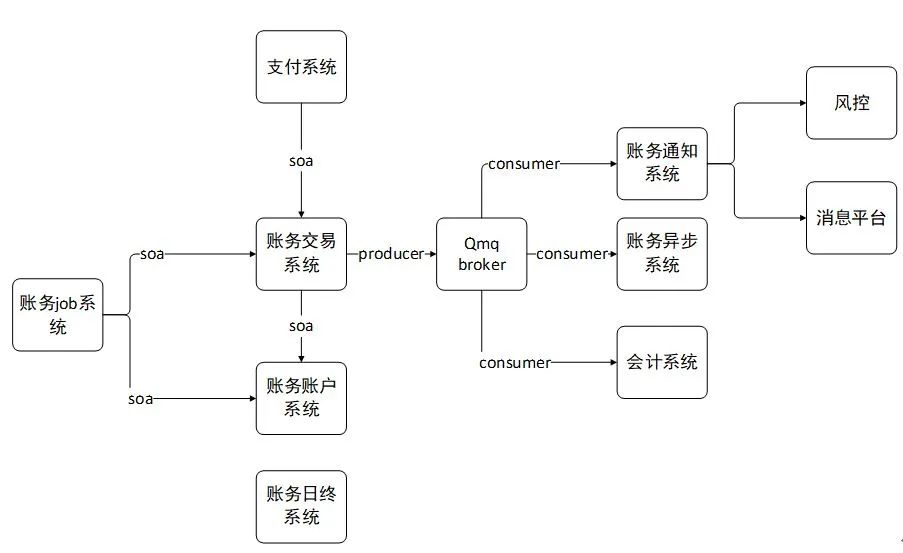 支付系统
soa
账务交易
系统
soa
账务账户
系统
账务日终
系统
账务job系
统
soa
soa
producer
Qmq
broker
consumer
consumer
consumer
账务通知
系统
账务异步
系统
会计系统
风控
消息平台